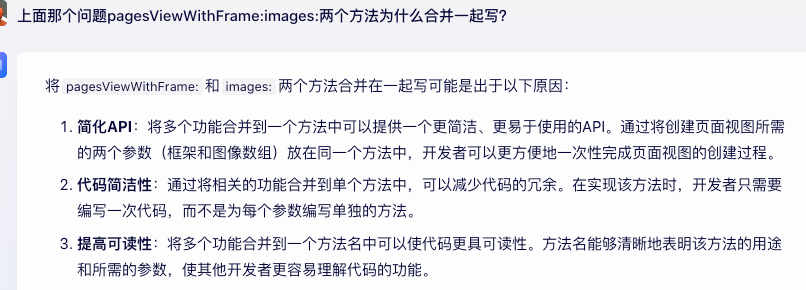 上面那个问题pagesViewWithFrame:images:两个方法为什么合并一起写?
将 pagesViewWithFrame: 和 images: 两个方法合并在一起写可能是出于以下原因：
1. 简化API：将多个功能合并到一个方法中可以提供一个更简洁、更易于使用的API。通过将创建页面视图所需
的两个参数（框架和图像数组）放在同一个方法中，开发者可以更方便地一次性完成页面视图的创建过程。
2. 代码简洁性：通过将相关的功能合并到单个方法中，可以减少代码的冗余。在实现该方法时，开发者只需要
编写一次代码，而不是为每个参数编写单独的方法。
3. 提高可读性：将多个功能合并到一个方法名中可以使代码更具可读性。方法名能够清晰地表明该方法的用途
和所需的参数，使其他开发者更容易理解代码的功能。